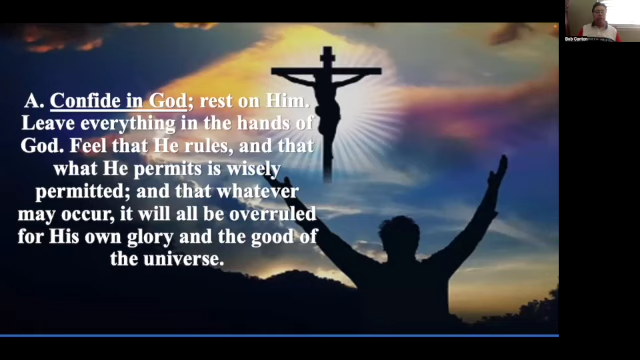 A. Confide in God; rest on Him.
Leave everything in the hands of
God. Feel that He rules, and that
what He permits is wisely
permitted; and that whatever
may occur, it will all be overruled
for His own glory and the good of
the universe.